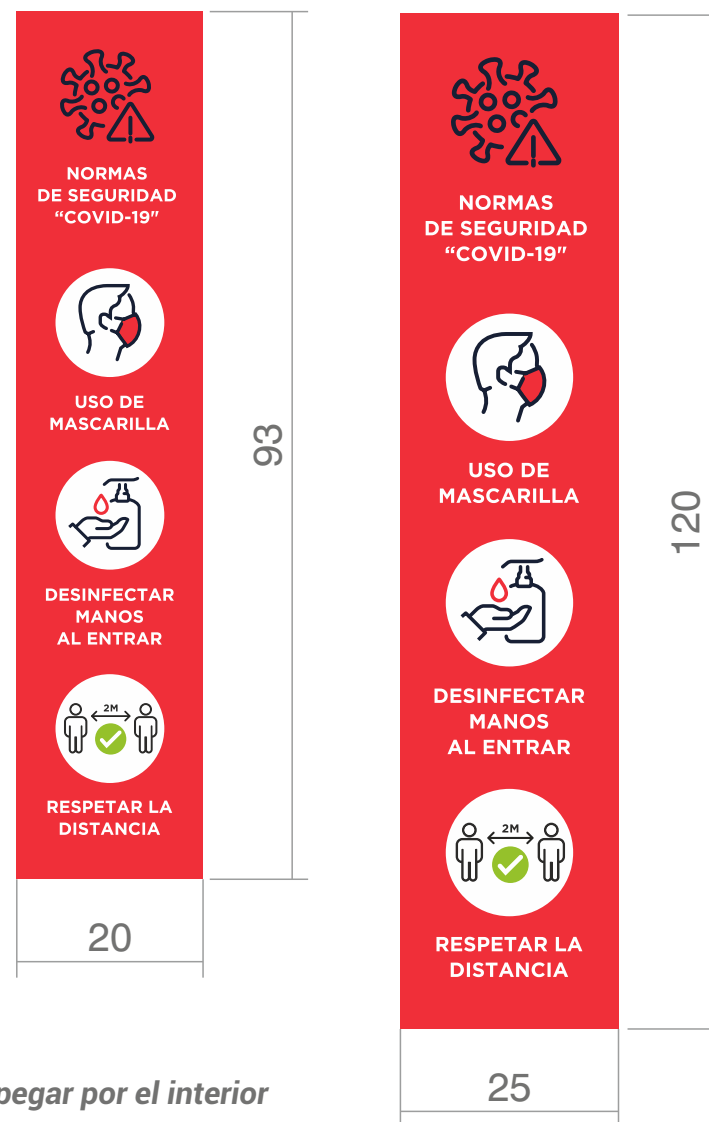 NORMAS
DE SEGURIDAD
“COVID-19"
USO DE
MASCARILLA
DESINFECTAR
MANOS
AL ENTRAR
2M
RESPETAR LA
DISTANCIA
93
20
pegar por el interior
NORMAS
DE SEGURIDAD
“COVID-19"
USO DE
MASCARILLA
DESINFECTAR
MANOS
AL ENTRAR
2M
RESPETAR LA
DISTANCIA
120
25